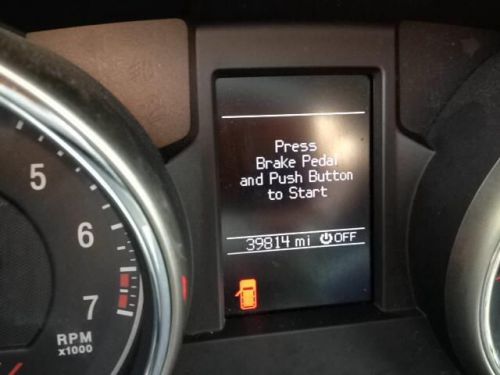 Press
Brake Pedal
and Push Button
to Start
39814 mi OFF
5
6
7
RPM
x1000